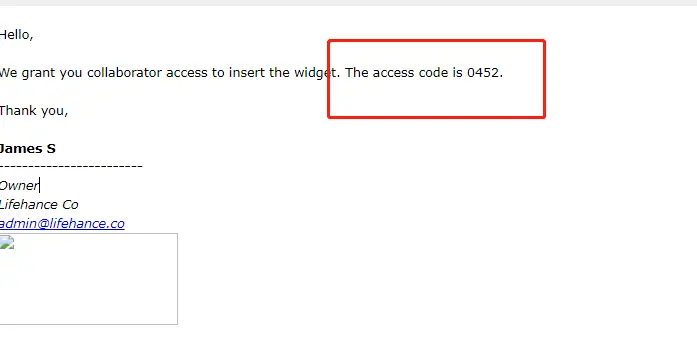 Hello,
We grant you collaborator access to insert the widget. The access code is 0452.
Thank you,
James S
------------------------
Owner
Lifehance Co
admin@lifehance.co